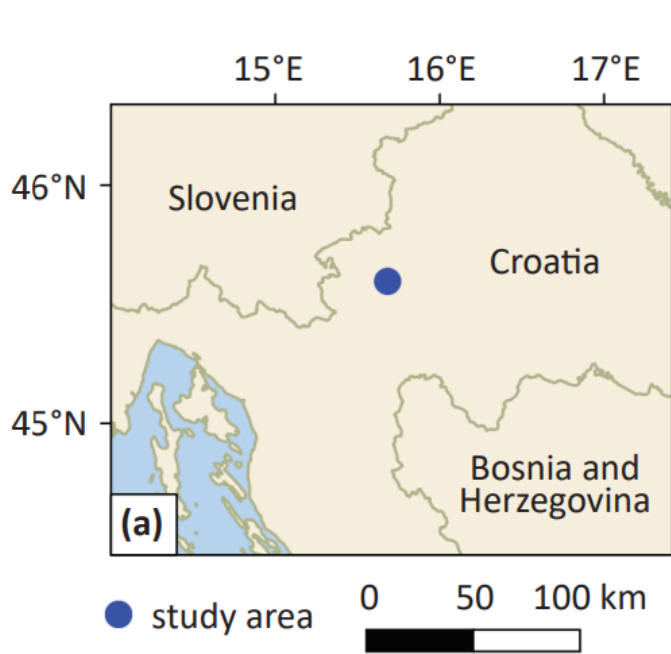 15°E 16°E 17°E
46°N
Slovenia
Croatia
45°N
Bosnia and
Herzegovina
(a)
study area
0 50 100 km